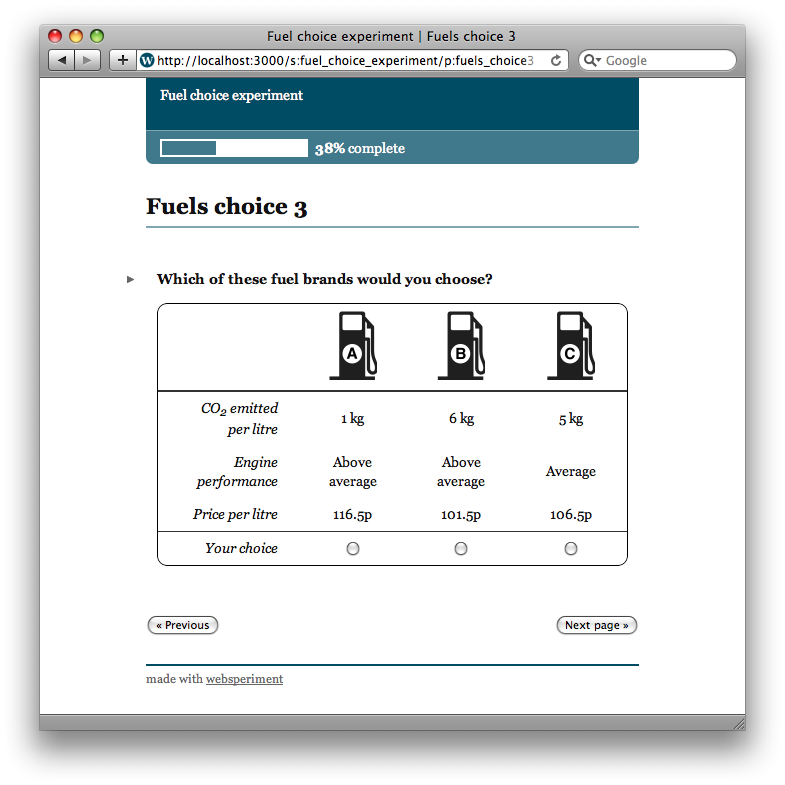 Fuel choice experiment | Fuels choice 3
W http://localhost:3000/s:fuel_choice_experiment/p:fuels_choice3
Google
Fuel choice experiment
38% complete
Fuels choice 3
Which of these fuel brands would you choose?
A B C
CO₂ emitted
per litre 1 kg 6 kg 5 kg
Engine Above Above
performance average average Average
Price per litre 116.5p 101.5p 106.5p
Your choice
« Previous Next page »
made with websperiment